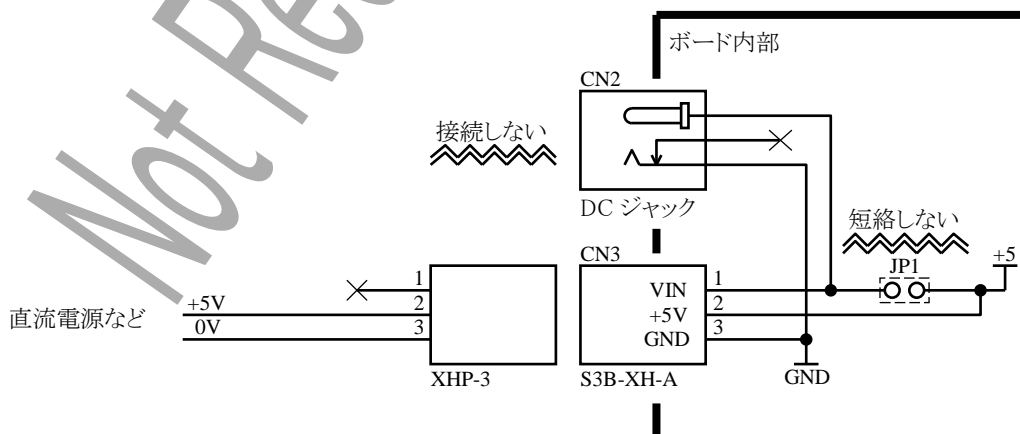 Not Re
ボード内部
CN2
接続しない
DC ジャック
短絡しない
CN3
JP1
+5
直流電源など
+5V
0V
1
2
3
XHP-3
VIN
+5V
GND
1
2
3
S3B-XH-A
GND